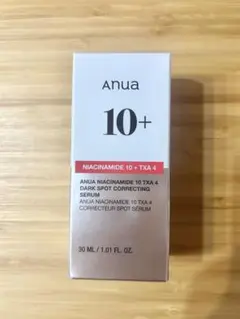 Anua
10+
NIACINAMIDE 10 + TXA 4
ANUA NIACINAMIDE 10 TXA 4
DARK SPOT CORRECTING
SERUM
ANUA NIACINAMIDE 10 TXA 4
CORRECTEUR SPOT SERUM
30 ML / 1.01 FL. OZ.